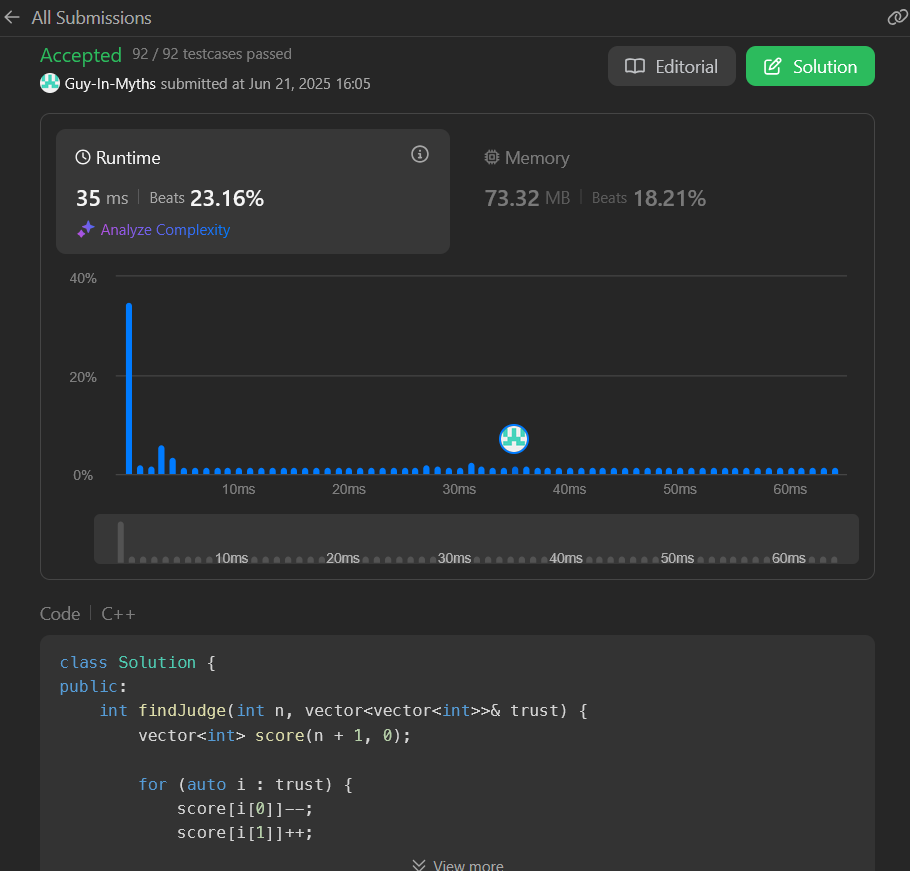 All Submissions
Accepted 92 / 92 testcases passed
Guy-In-Myths submitted at Jun 21, 2025 16:05
Editorial
Solution
Runtime
35 ms Beats 23.16%
Analyze Complexity
Memory
73.32 MB Beats 18.21%
40%
20%
0%
10ms 20ms 30ms 40ms 50ms 60ms
10ms 20ms 30ms 40ms 50ms 60ms
Code C++
class Solution {
public:
    int findJudge(int n, vector<vector<int>>& trust) {
        vector<int> score(n + 1, 0);
        for (auto i : trust) {
            score[i[0]]--;
            score[i[1]]++;
View more